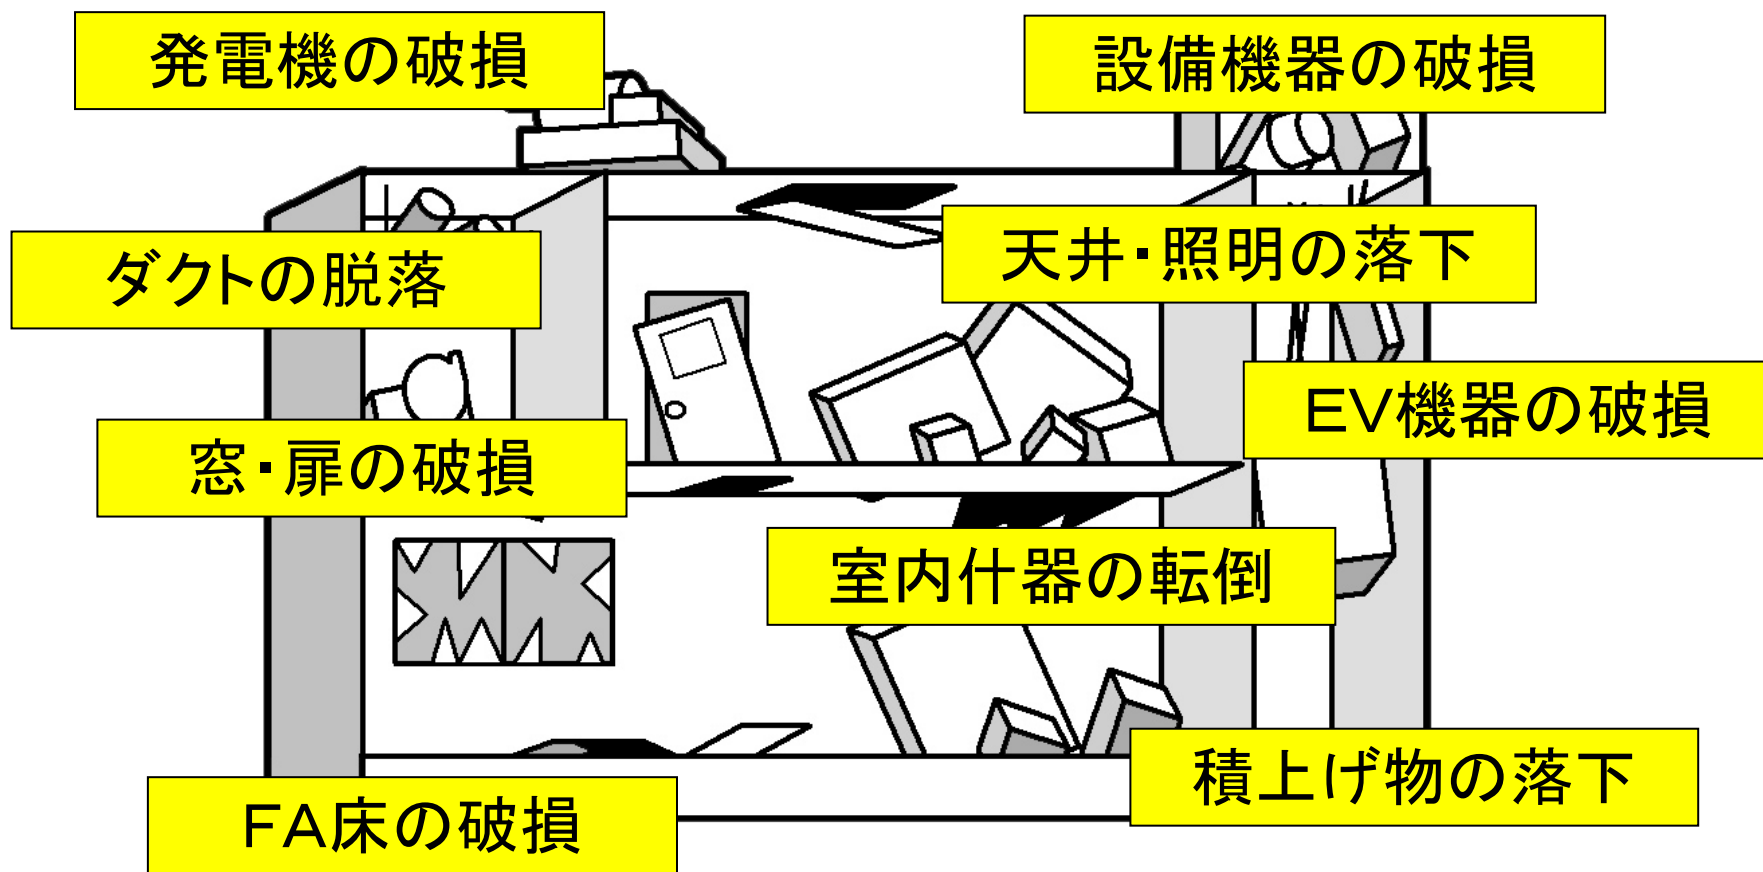 発電機の破損
設備機器の破損
天井・照明の落下
ダクトの脱落
EV機器の破損
窓・扉の破損
室内什器の転倒
積上げ物の落下
FA床の破損